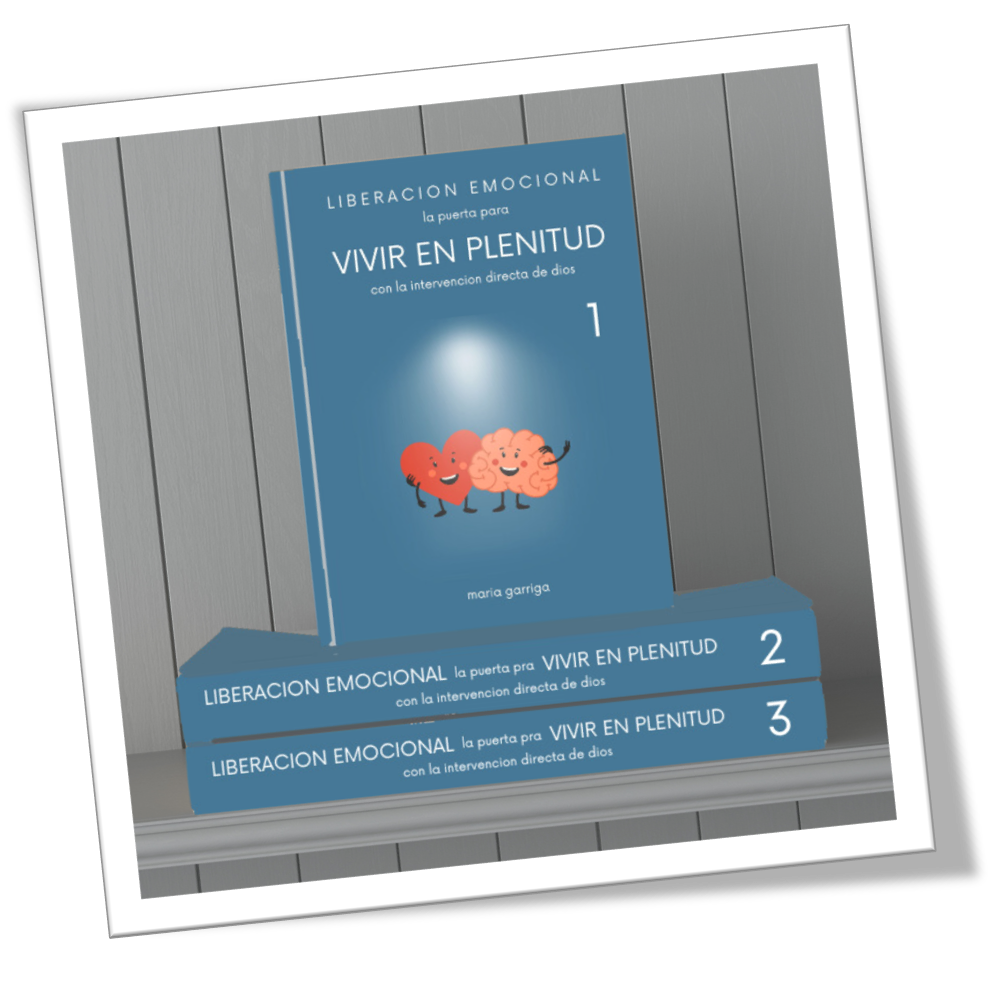 LIBERACION EMOCIONAL
la puerta para
VIVIR EN PLENITUD
con la intervencion directa de dios
1
maria garriga
LIBERACION EMOCIONAL la puerta pra VIVIR EN PLENITUD 2
con la intervencion directa de dios
LIBERACION EMOCIONAL la puerta pra VIVIR EN PLENITUD 3
con la intervencion directa de dios